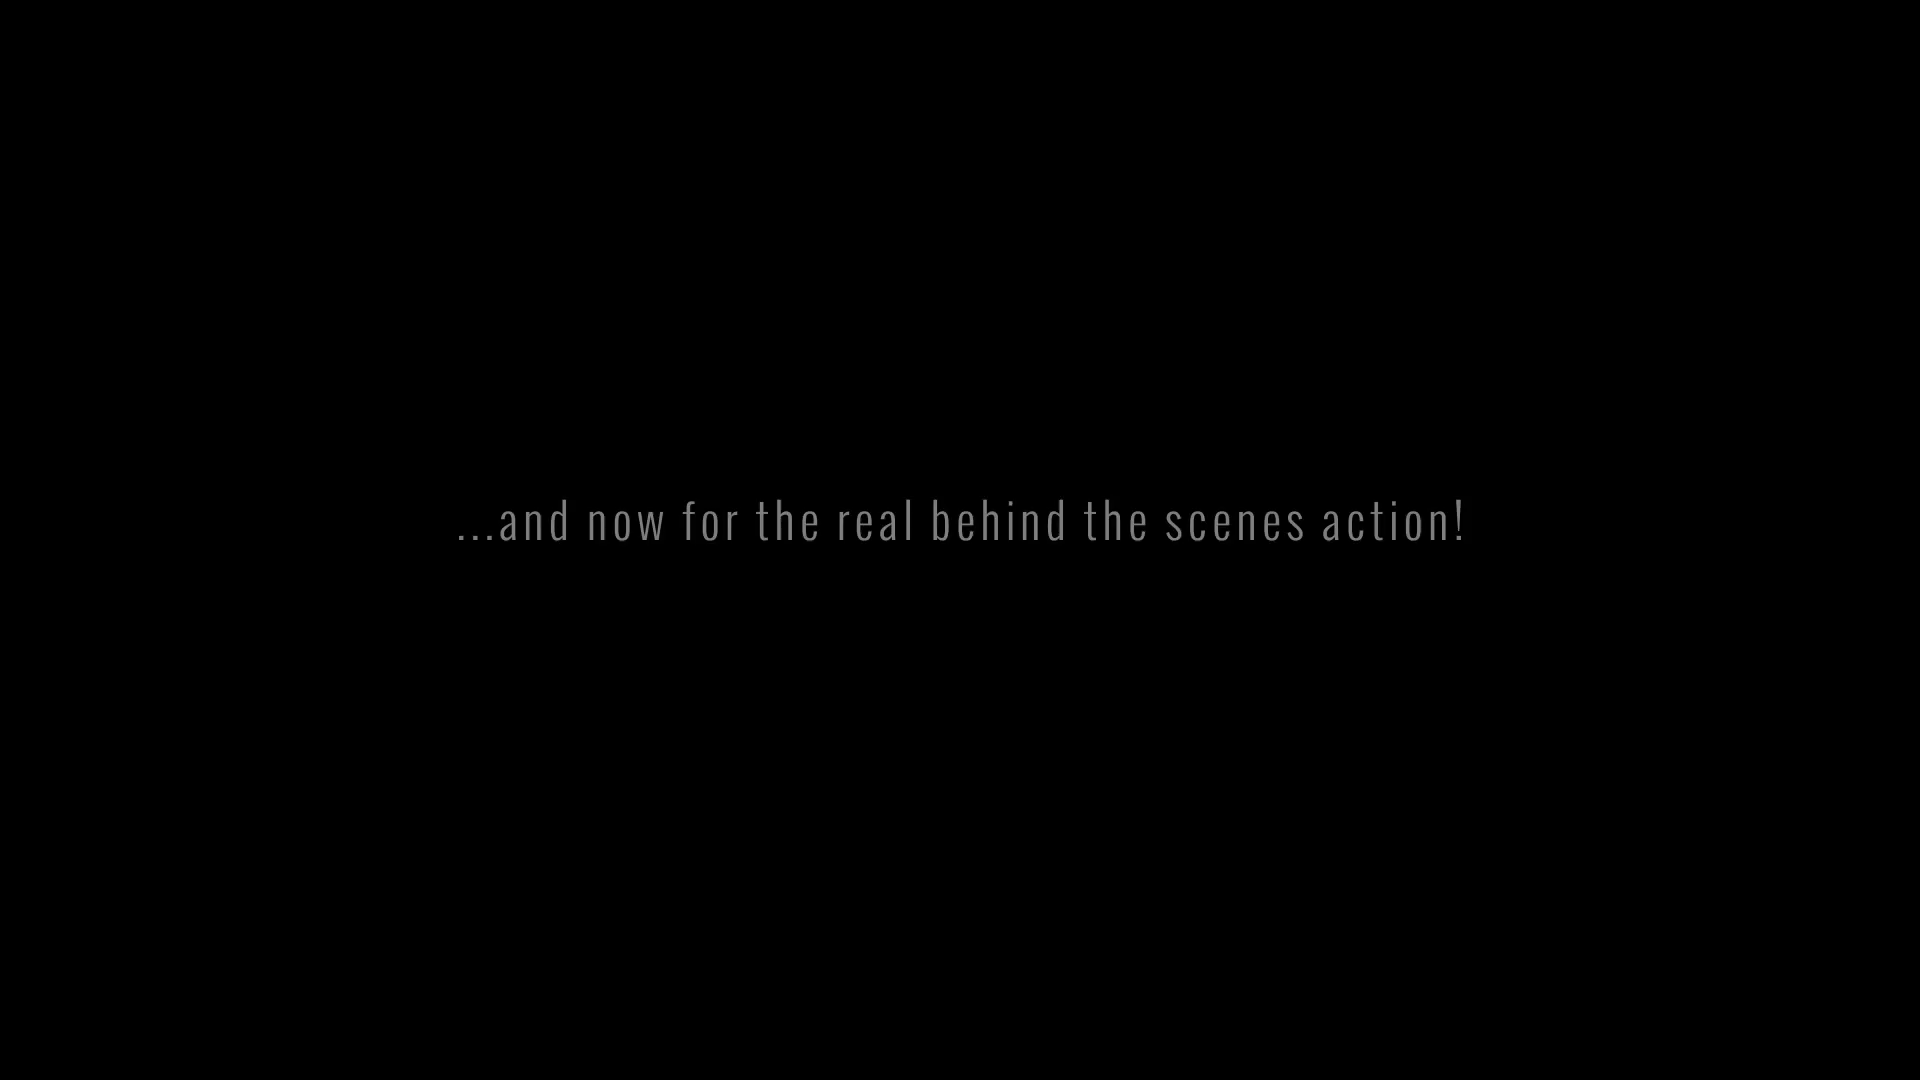 ...and now for the real behind the scenes action!